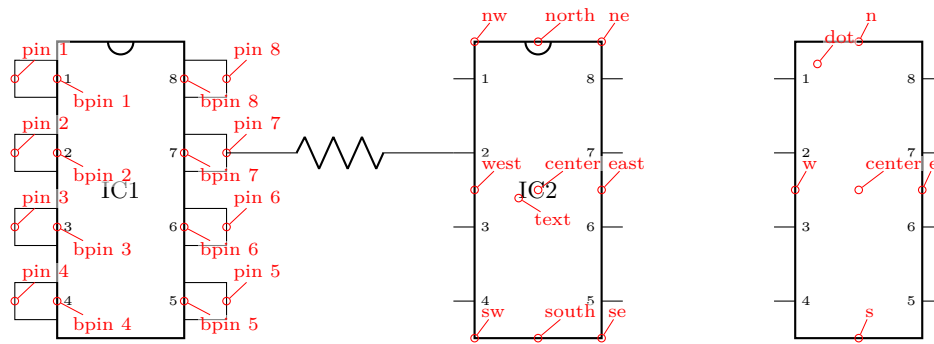 pin 1
1
bpin 1
pin 2
2
bpin 2
IC1
pin 3
3
bpin 3
pin 4
4
bpin 4
pin 8
8
bpin 8
pin 7
7
bpin 7
pin 6
6
bpin 6
pin 5
5
bpin 5
nw
north
ne
1
8
2
7
west
center
east
IC2
text
3
6
4
5
sw
south
se
n
dot
1
8
2
7
w
center
3
6
4
5
s